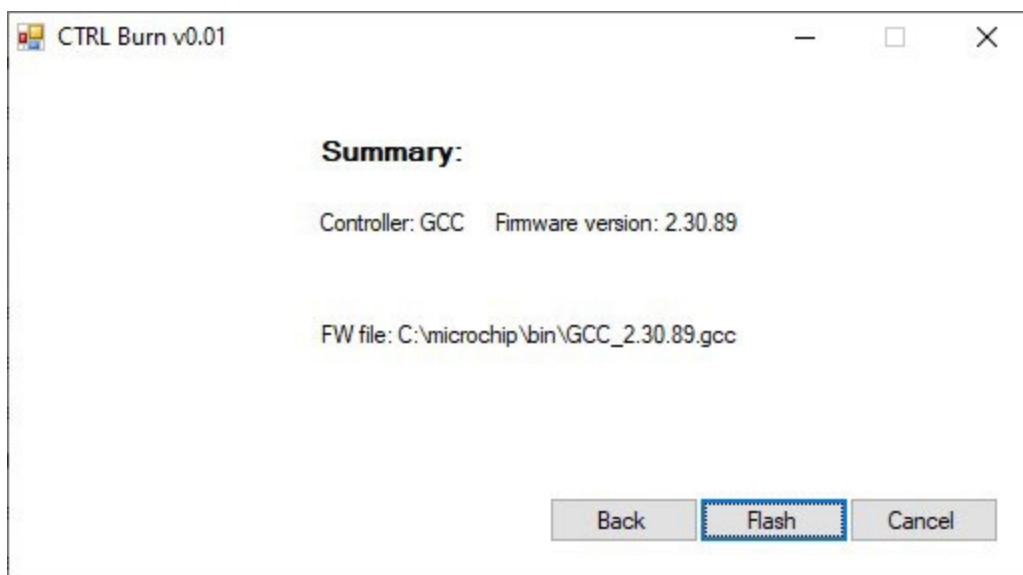 CTRL Burn v0.01
Summary:
Controller: GCC Firmware version: 2.30.89
FW file: C:\microchip\bin\GCC_2.30.89.gcc
Back Flash Cancel